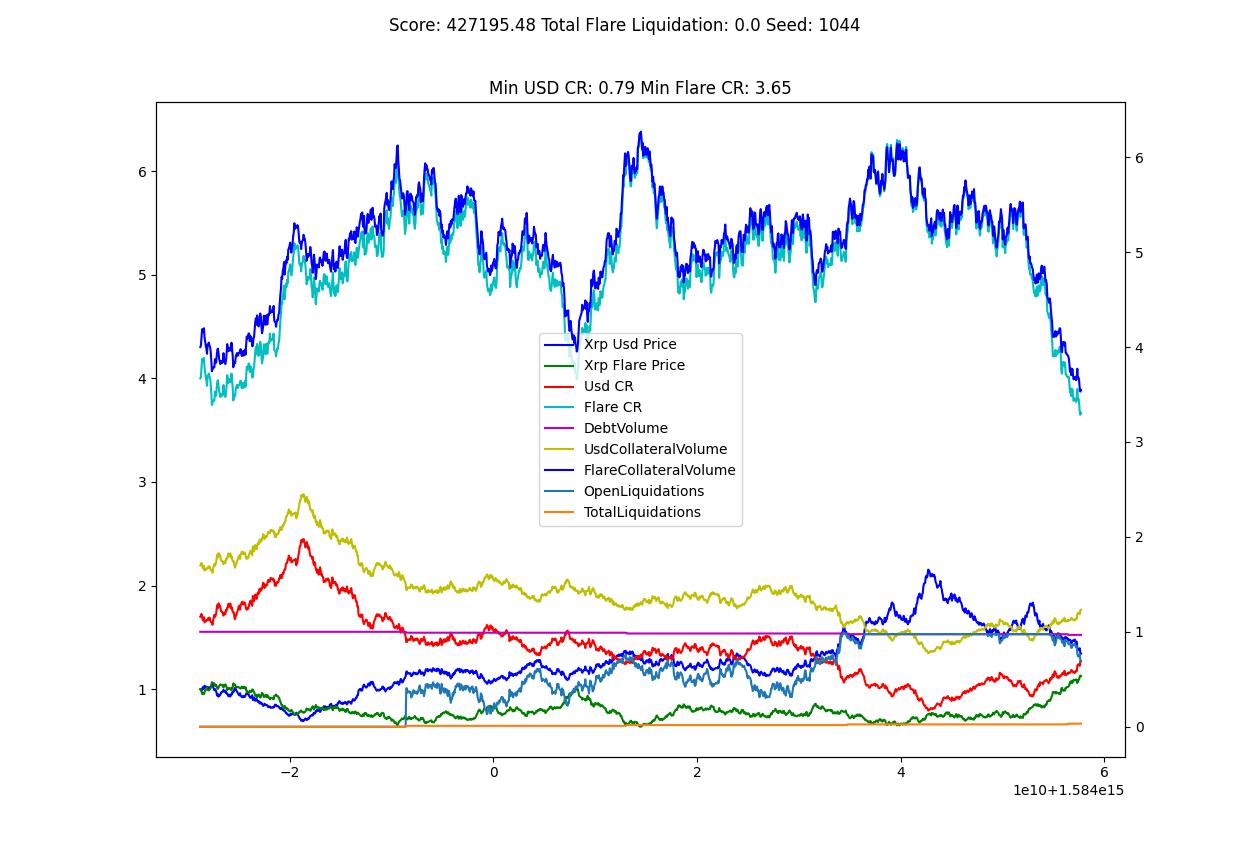 Score: 427195.48 Total Flare Liquidation: 0.0 Seed: 1044
Min USD CR: 0.79 Min Flare CR: 3.65
6
5
4
3
2
1
6
5
4
3
2
1
0
Xrp Usd Price
Xrp Flare Price
Usd CR
Flare CR
DebtVolume
UsdCollateralVolume
FlareCollateralVolume
OpenLiquidations
TotalLiquidations
−2 0 2 4 6
1e10+1.584e15